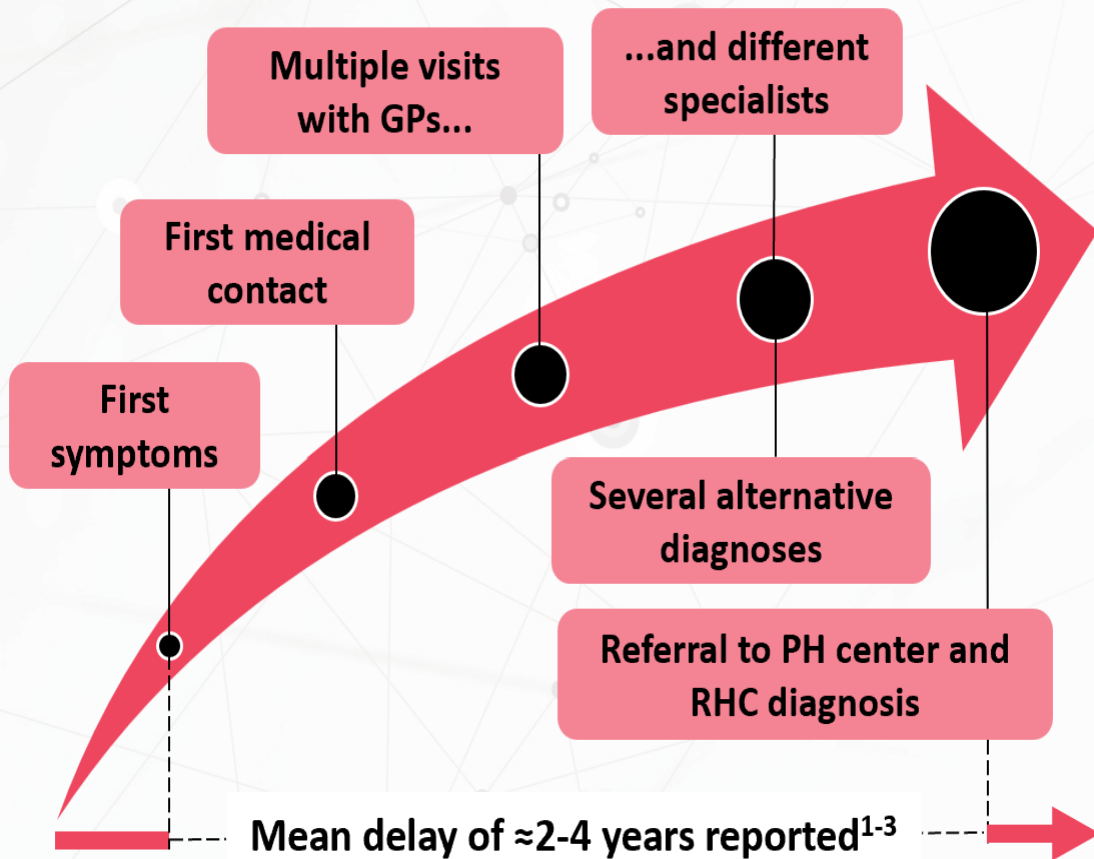 First
symptoms
First medical
contact
Multiple visits
with GPs...
...and different
specialists
Several alternative
diagnoses
Referral to PH center and
RHC diagnosis
Mean delay of ≈2-4 years reported¹⁻³